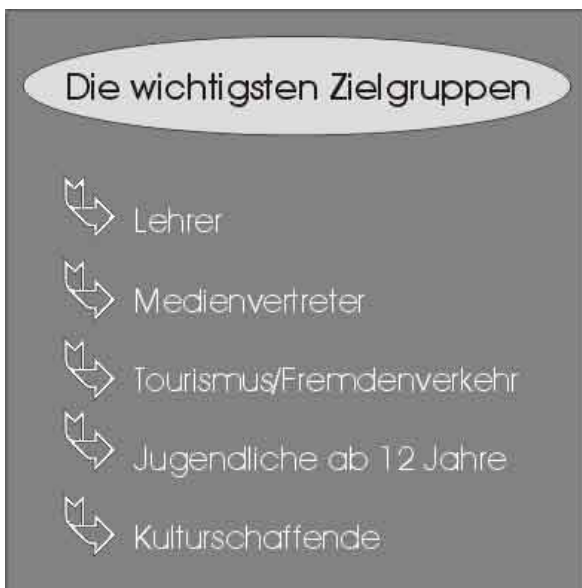 Die wichtigsten Zielgruppen
Lehrer
Medienvertreter
Tourismus/Fremdenverkehr
Jugendliche ab 12 Jahre
Kulturschaffende